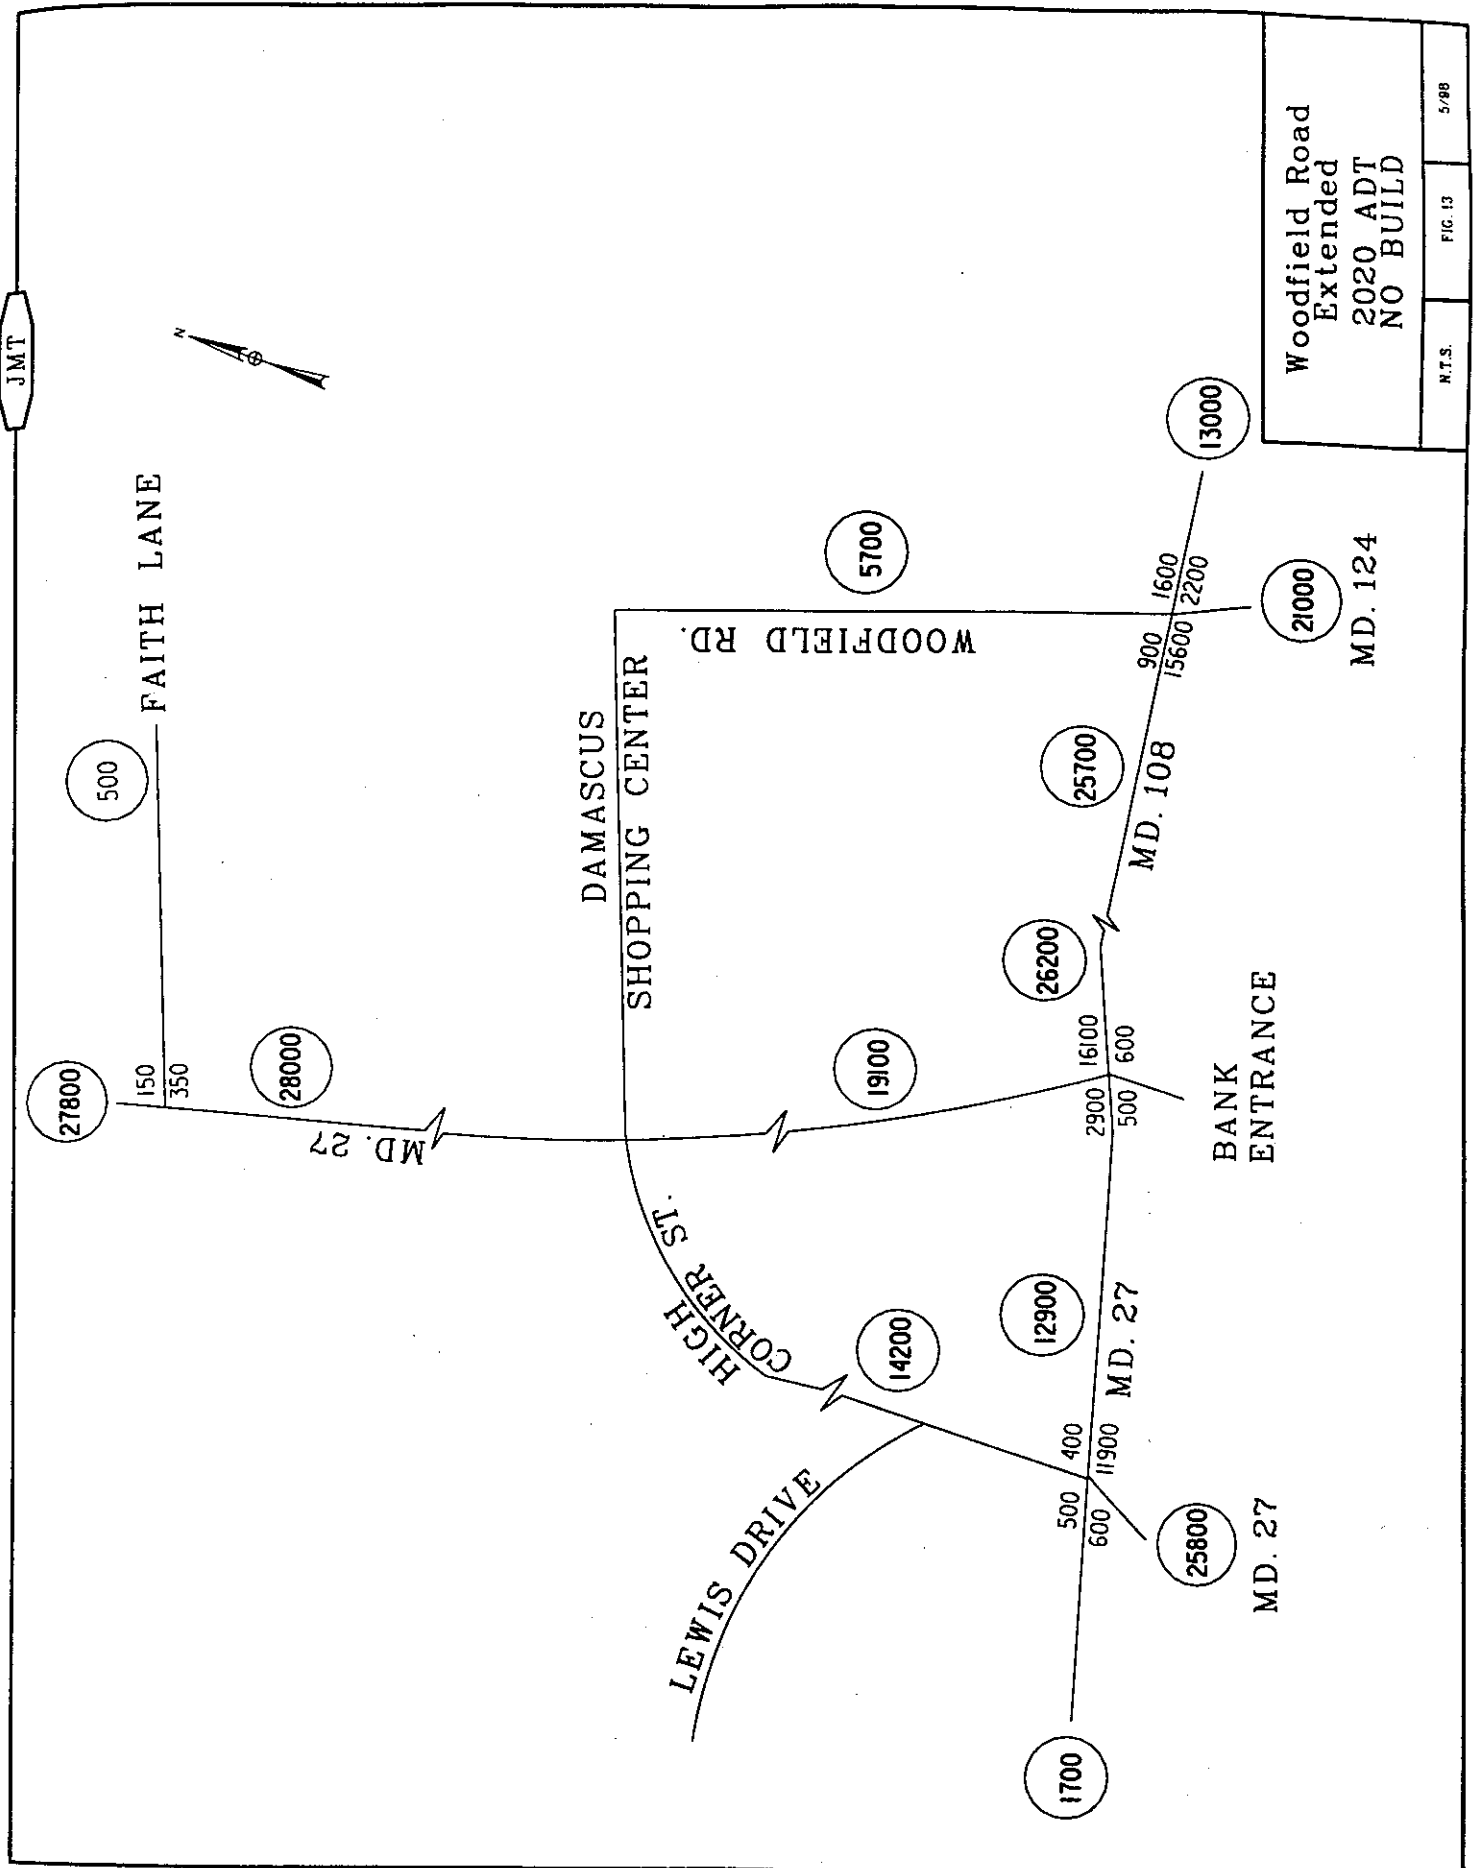 JMT
N
27800
150
350
500
FAITH LANE
28000
MD. 27
DAMASCUS
SHOPPING CENTER
HIGH
CORNER ST.
LEWIS DRIVE
14200
19100
5700
WOODFIELD RD.
1700
500
600
400
11900
25800
MD. 27
12900
MD. 27
2900
500
16100
600
BANK
ENTRANCE
26200
25700
MD. 108
900
15600
1600
2200
13000
21000
MD. 124
Woodfield Road
Extended
2020 ADT
NO BUILD
N.T.S.
FIG. 13
5/98